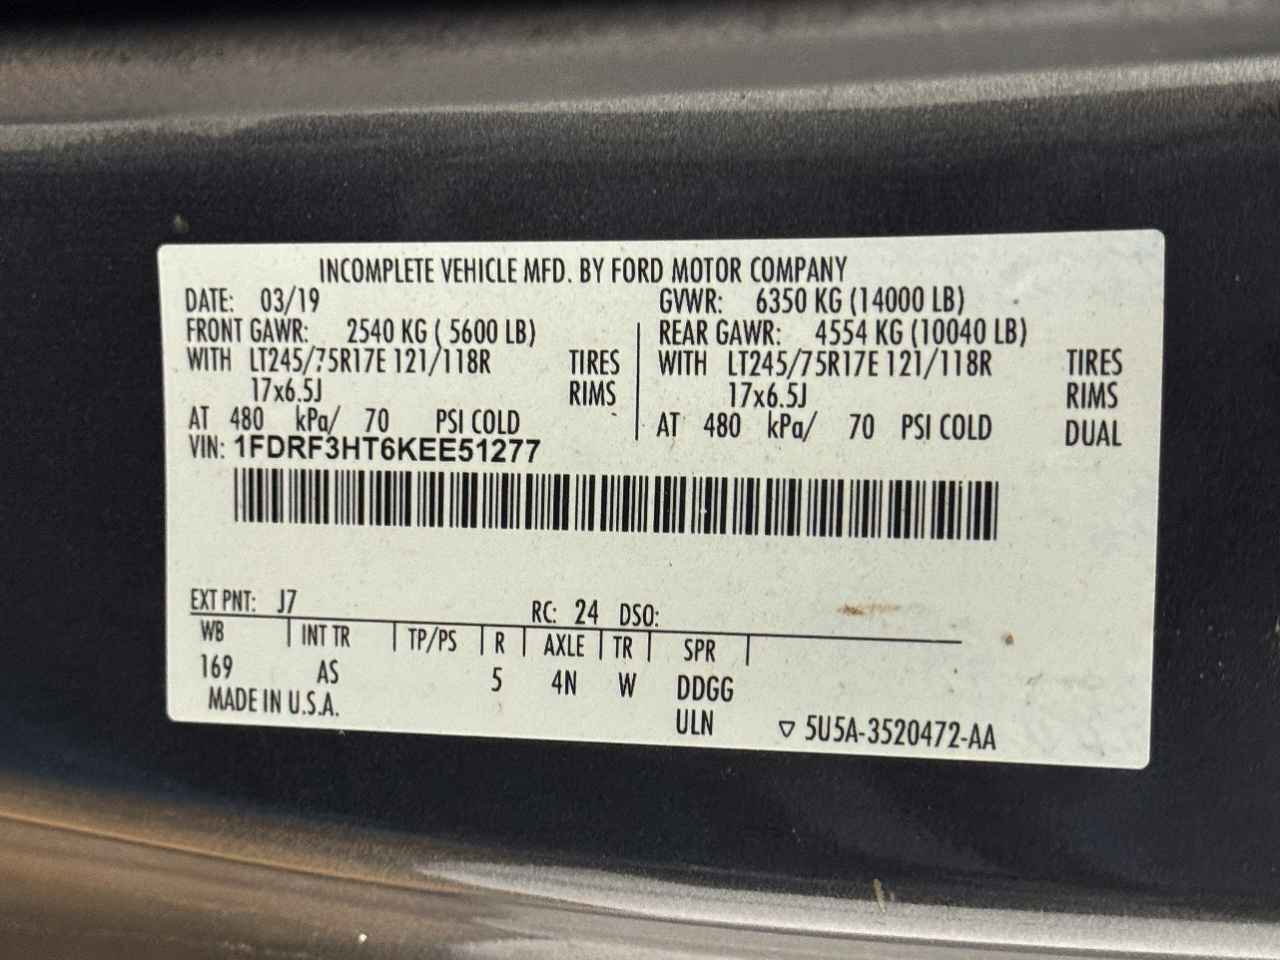 INCOMPLETE VEHICLE MFD. BY FORD MOTOR COMPANY
DATE: 03/19 GVWR: 6350 KG (14000 LB)
FRONT GAWR: 2540 KG ( 5600 LB) REAR GAWR: 4554 KG (10040 LB)
WITH LT245/75R17E 121/118R TIRES WITH LT245/75R17E 121/118R TIRES
17x6.5J RIMS 17x6.5J RIMS
AT 480 kPa/ 70 PSI COLD AT 480 kPa/ 70 PSI COLD DUAL
VIN: 1FDRF3HT6KEE51277
EXT PNT: J7 RC: 24 DSO:
WB INT TR TP/PS R AXLE TR SPR
169 AS 5 4N W DDGG
MADE IN U.S.A. ULN ▽ 5U5A-3520472-AA